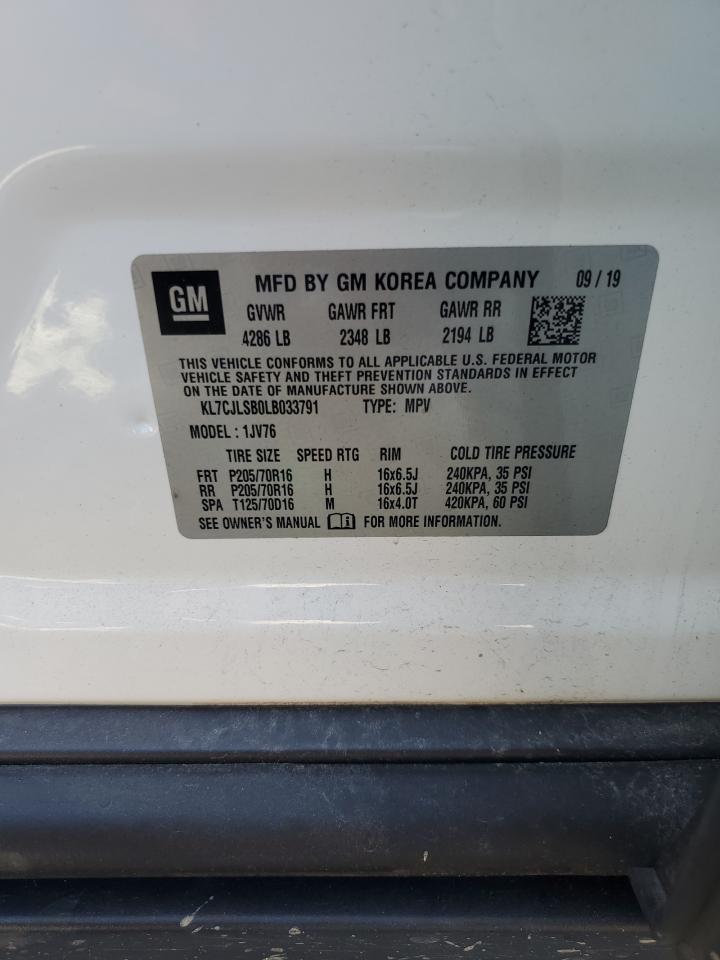 GM
MFD BY GM KOREA COMPANY 09 / 19
GVWR GAWR FRT GAWR RR
4286 LB 2348 LB 2194 LB
THIS VEHICLE CONFORMS TO ALL APPLICABLE U.S. FEDERAL MOTOR
VEHICLE SAFETY AND THEFT PREVENTION STANDARDS IN EFFECT
ON THE DATE OF MANUFACTURE SHOWN ABOVE.
KL7CJLSB0LB033791 TYPE: MPV
MODEL : 1JV76
TIRE SIZE SPEED RTG RIM COLD TIRE PRESSURE
FRT P205/70R16 H 16x6.5J 240KPA, 35 PSI
RR P205/70R16 H 16x6.5J 240KPA, 35 PSI
SPA T125/70D16 M 16x4.0T 420KPA, 60 PSI
SEE OWNER'S MANUAL FOR MORE INFORMATION.